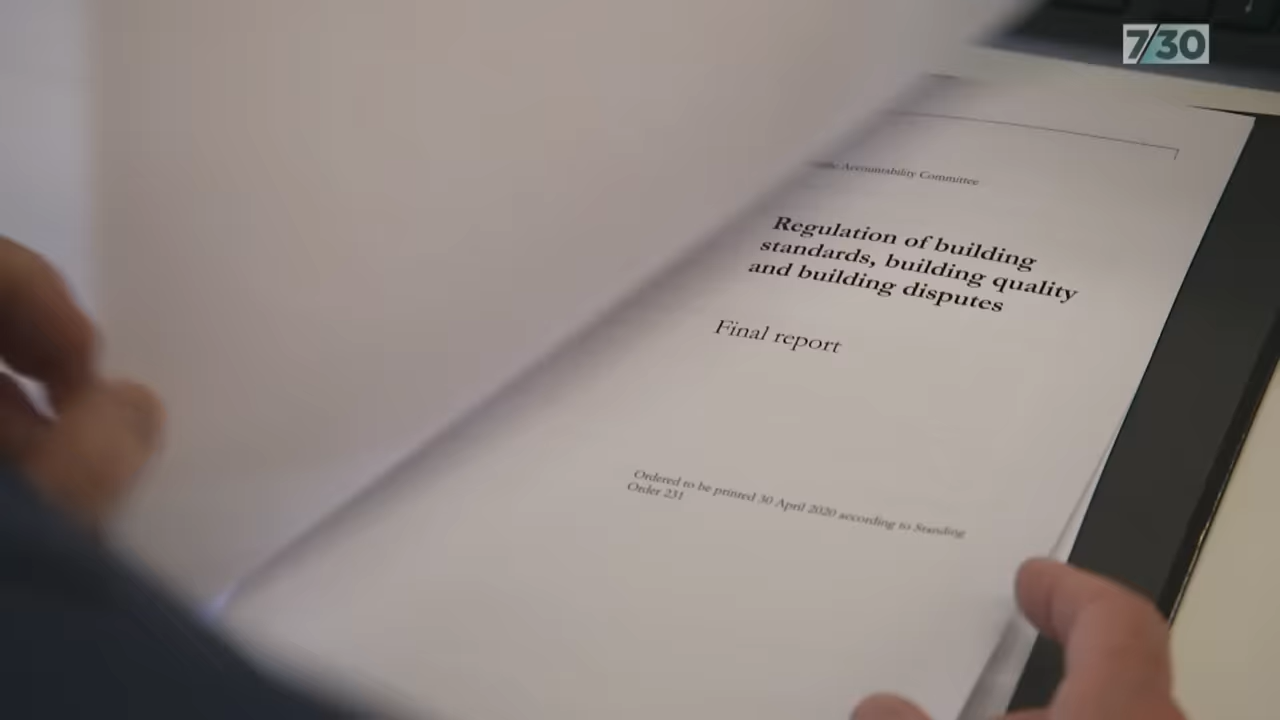 7/30
Accountability Committee
Regulation of building
standards, building quality
and building disputes
Final report
Ordered to be printed 30 April 2020 according to Standing
Order 231